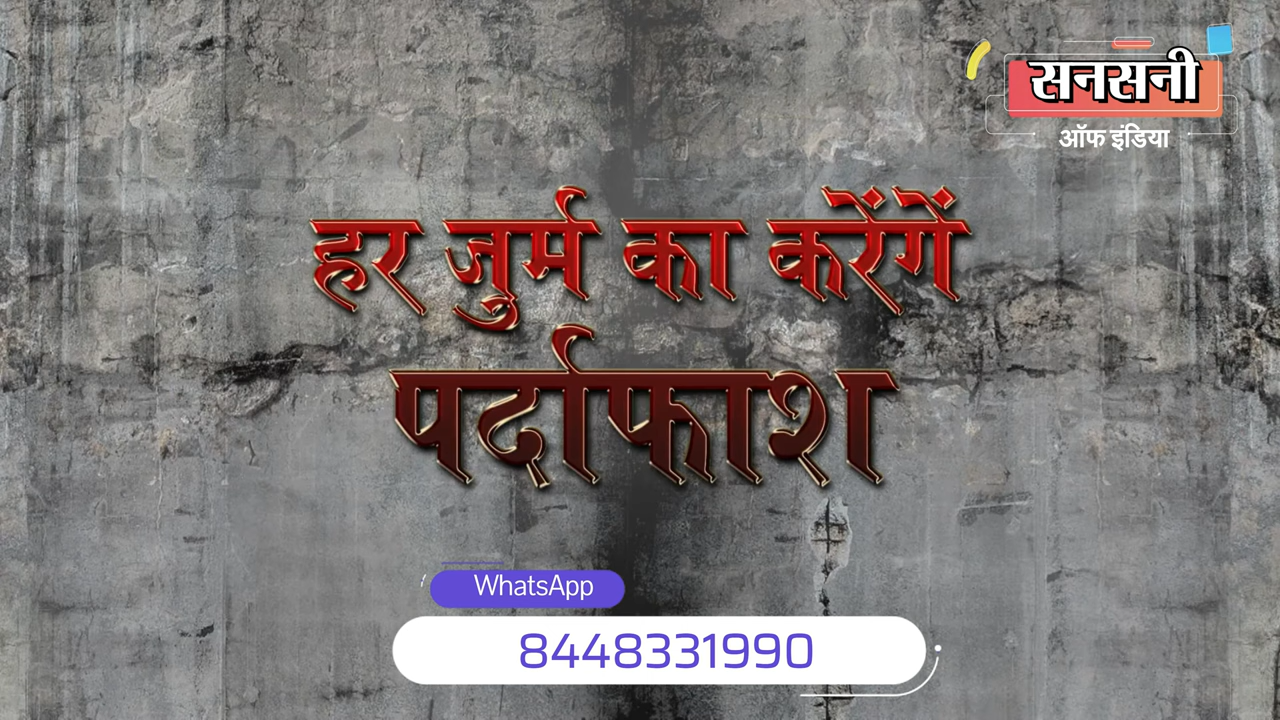 सनसनी
ऑफ इंडिया
हर जुर्म का करेंगें
पर्दाफाश
WhatsApp
8448331990